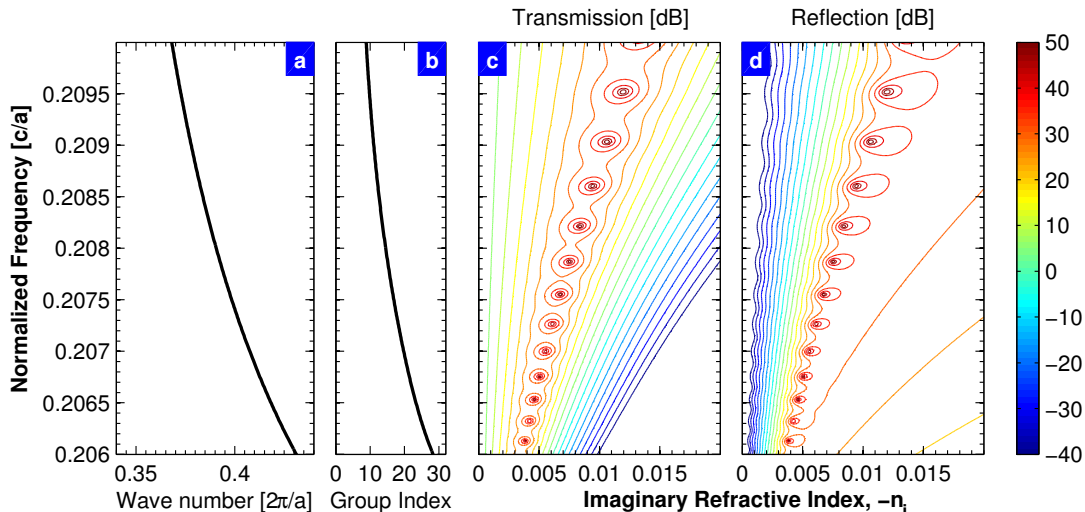 Transmission [dB]
Reflection [dB]
a
b
c
d
Normalized Frequency [c/a]
0.2095
0.209
0.2085
0.208
0.2075
0.207
0.2065
0.206
0.35
0.4
0 10 20 30
0 0.005 0.01 0.015
0 0.005 0.01 0.015
Wave number [2π/a]
Group Index
Imaginary Refractive Index, −nᵢ
50
40
30
20
10
0
−10
−20
−30
−40